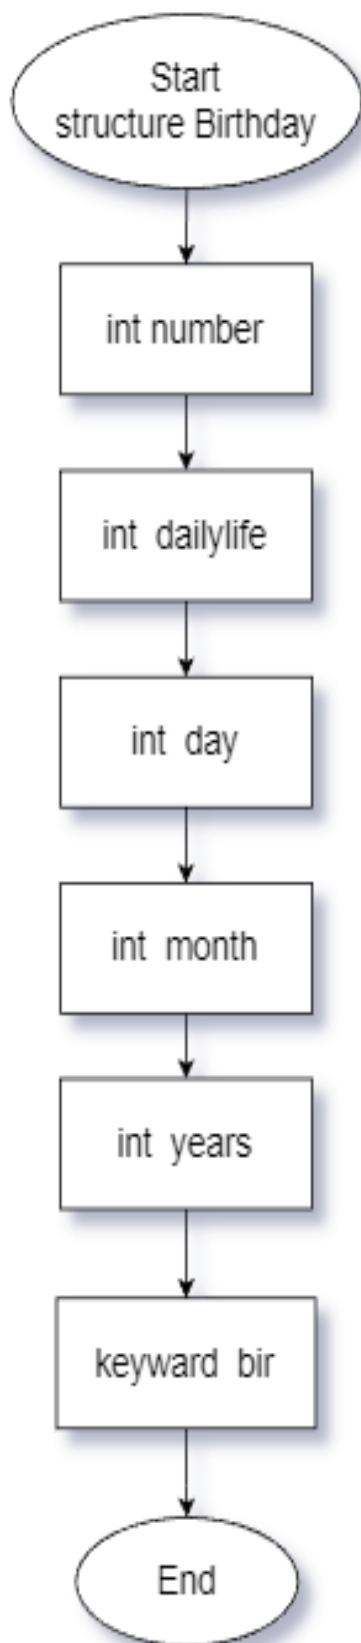 Start
structure Birthday
int number
int dailylife
int day
int month
int years
keyward bir
End